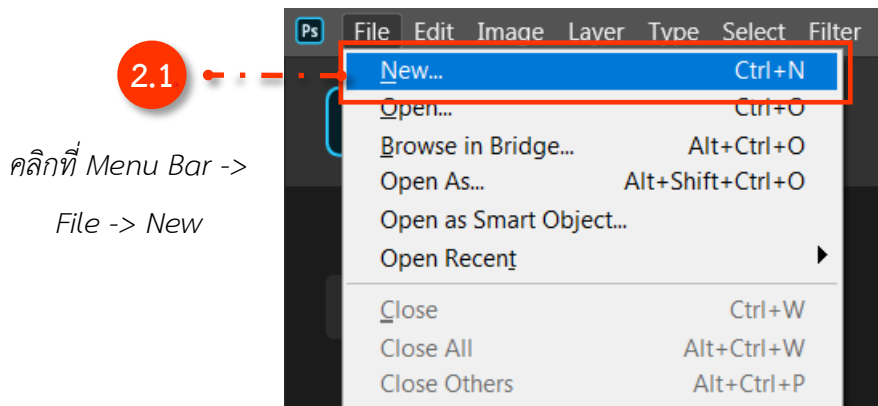 Ps File Edit Image Layer Type Select Filter
2.1
คลิกที่ Menu Bar ->
File -> New
New... Ctrl+N
Open... Ctrl+O
Browse in Bridge... Alt+Ctrl+O
Open As... Alt+Shift+Ctrl+O
Open as Smart Object...
Open Recent
Close Ctrl+W
Close All Alt+Ctrl+W
Close Others Alt+Ctrl+P